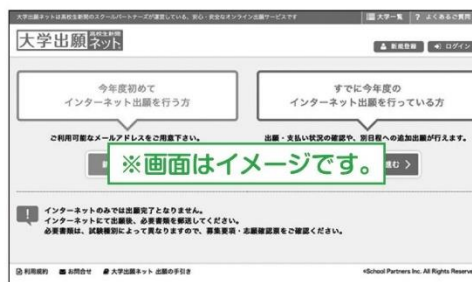 大学出願ネットは高校生新聞のスクールパートナーズが運営している、安心・安全なオンライン出願サービスです
大学一覧 ? よくあるご質問
大学出願 高校生新聞 ネット
新規登録 ログイン
今年度初めて
インターネット出願を行う方
すでに今年度の
インターネット出願を行っている方
ご利用可能なメールアドレスをご用意下さい。
出願・支払い状況の確認や、別日程への追加出願が行えます。
※画面はイメージです。
む >
! インターネットのみでは出願完了となりません。
インターネットにて出願後、必要書類を郵送してください。
必要書類は、試験種別によって異なりますので、募集要項・志願確認票をご確認ください。
利用規約 お問合せ 大学出願ネット 出願の手引き
©School Partners Inc. All Rights Reserve